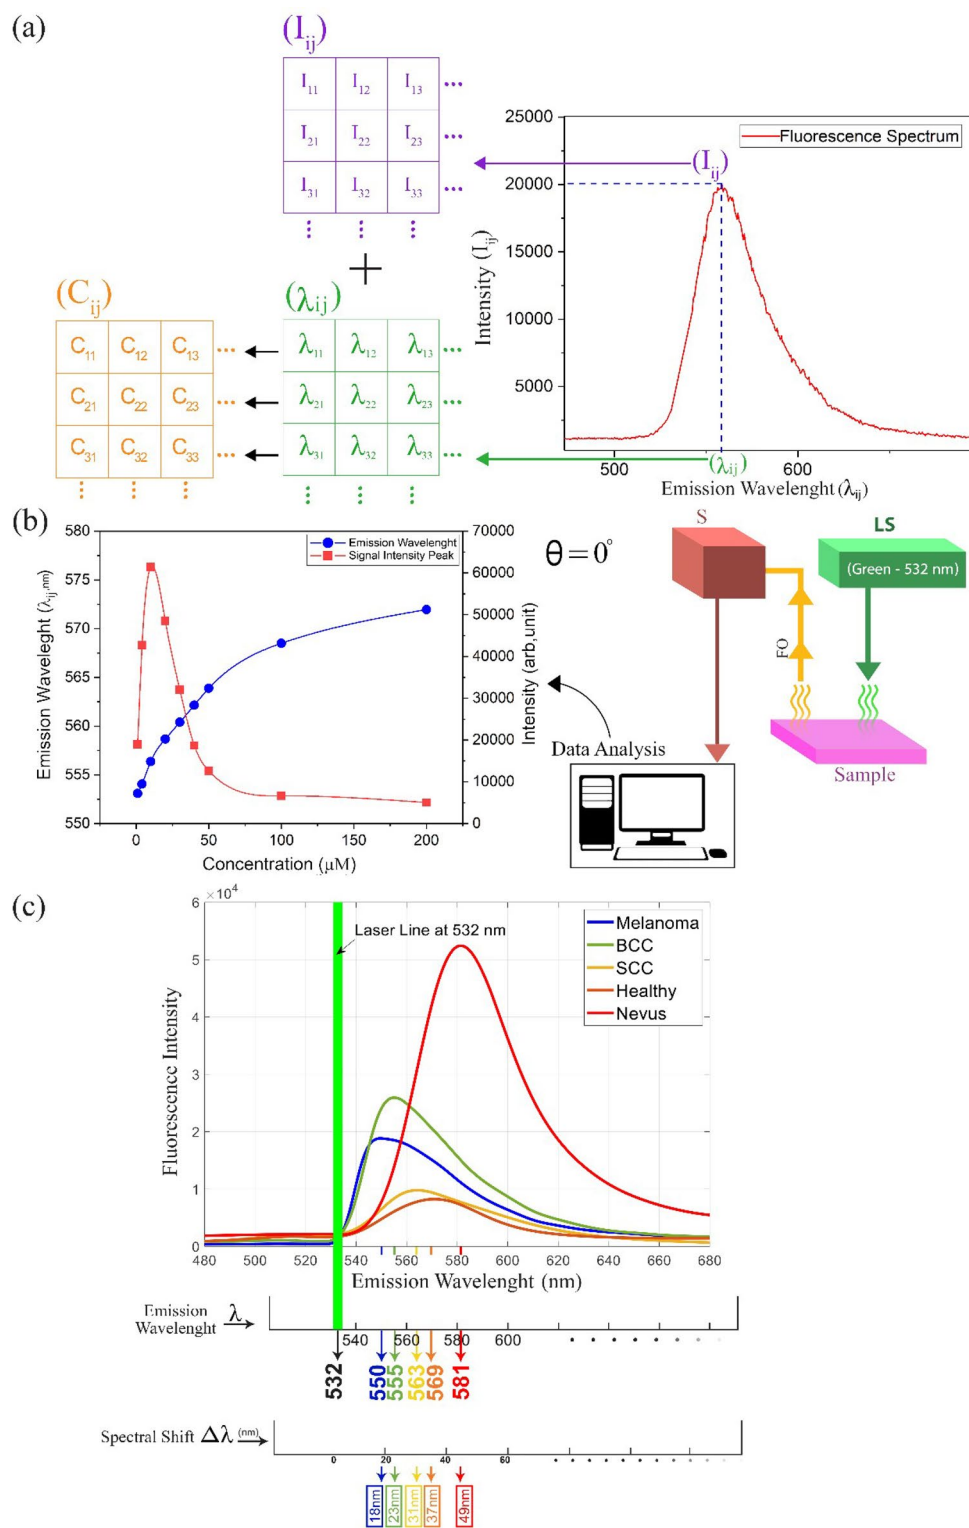 (a)
(Iij)
I11 I12 I13 ...
I21 I22 I23 ...
I31 I32 I33 ...
+
(Cij)
C11 C12 C13 ...
C21 C22 C23 ...
C31 C32 C33 ...
(λij)
λ11 λ12 λ13 ...
λ21 λ22 λ23 ...
λ31 λ32 λ33 ...
25000
20000
15000
10000
5000
Intensity (Iij)
Fluorescence Spectrum
(Iij)
(λij)
500 600
Emission Wavelenght (λij)
(b)
580
575
570
565
560
555
550
Emission Waveleght (λij,nm)
Emission Wavelenght
Signal Intensity Peak
70000
60000
50000
40000
30000
20000
10000
0
Intensity (arb,unit)
0 50 100 150 200
Concentration (μM)
θ=0°
S
LS
(Green - 532 nm)
FO
Sample
Data Analysis
(c)
×10⁴
6
5
4
3
2
1
0
Fluorescence Intensity
Laser Line at 532 nm
Melanoma
BCC
SCC
Healthy
Nevus
480 500 520 540 560 580 600 620 640 660 680
Emission Wavelenght (nm)
Emission
Wavelenght λ
540 560 580 600
532 550 555 563 569 581
Spectral Shift Δλ (nm)
0 20 40 60
18nm 23nm 31nm 37nm 49nm